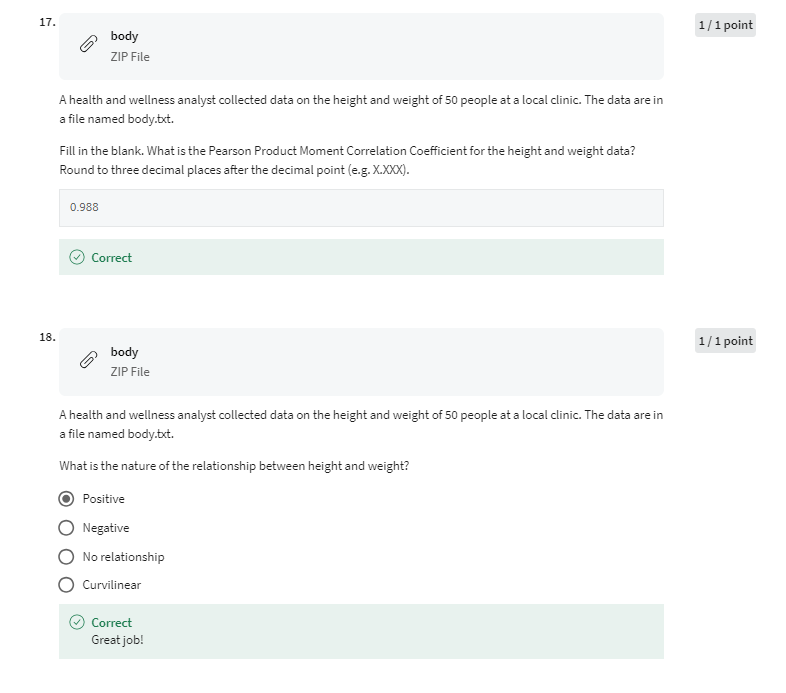 17.
body
ZIP File
1 / 1 point
A health and wellness analyst collected data on the height and weight of 50 people at a local clinic. The data are in
a file named body.txt.
Fill in the blank. What is the Pearson Product Moment Correlation Coefficient for the height and weight data?
Round to three decimal places after the decimal point (e.g. X.XXX).
0.988
Correct
18.
body
ZIP File
1 / 1 point
A health and wellness analyst collected data on the height and weight of 50 people at a local clinic. The data are in
a file named body.txt.
What is the nature of the relationship between height and weight?
Positive
Negative
No relationship
Curvilinear
Correct
Great job!